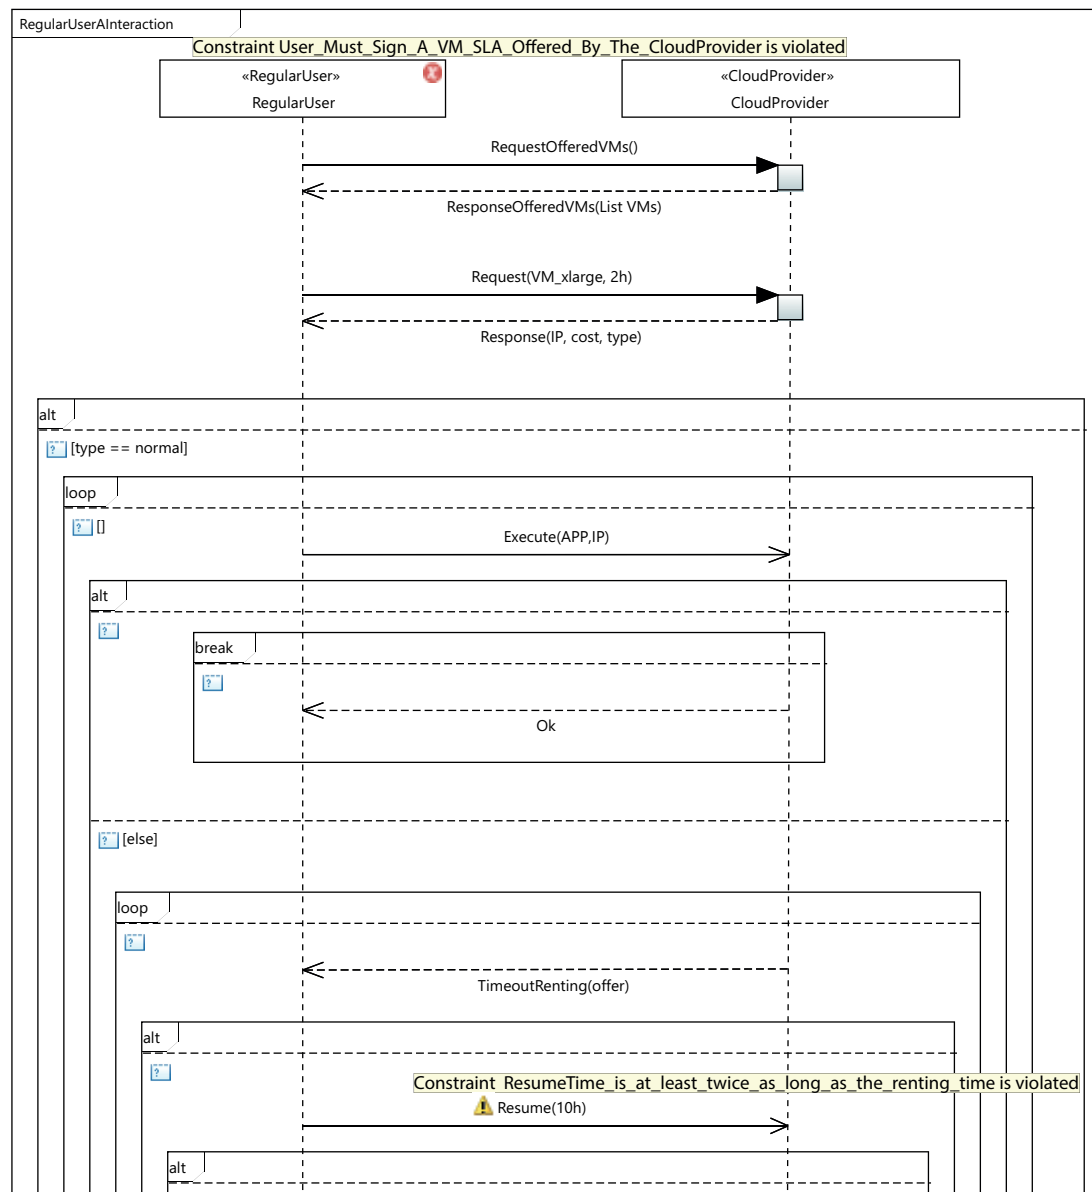 RegularUserAInteraction
Constraint User_Must_Sign_A_VM_SLA_Offered_By_The_CloudProvider is violated
«RegularUser»
RegularUser
«CloudProvider»
CloudProvider
RequestOfferedVMs()
ResponseOfferedVMs(List VMs)
Request(VM_xlarge, 2h)
Response(IP, cost, type)
alt
[type == normal]
loop
[]
Execute(APP,IP)
alt
break
Ok
[else]
loop
TimeoutRenting(offer)
alt
Constraint ResumeTime_is_at_least_twice_as_long_as_the_renting_time is violated
Resume(10h)
alt